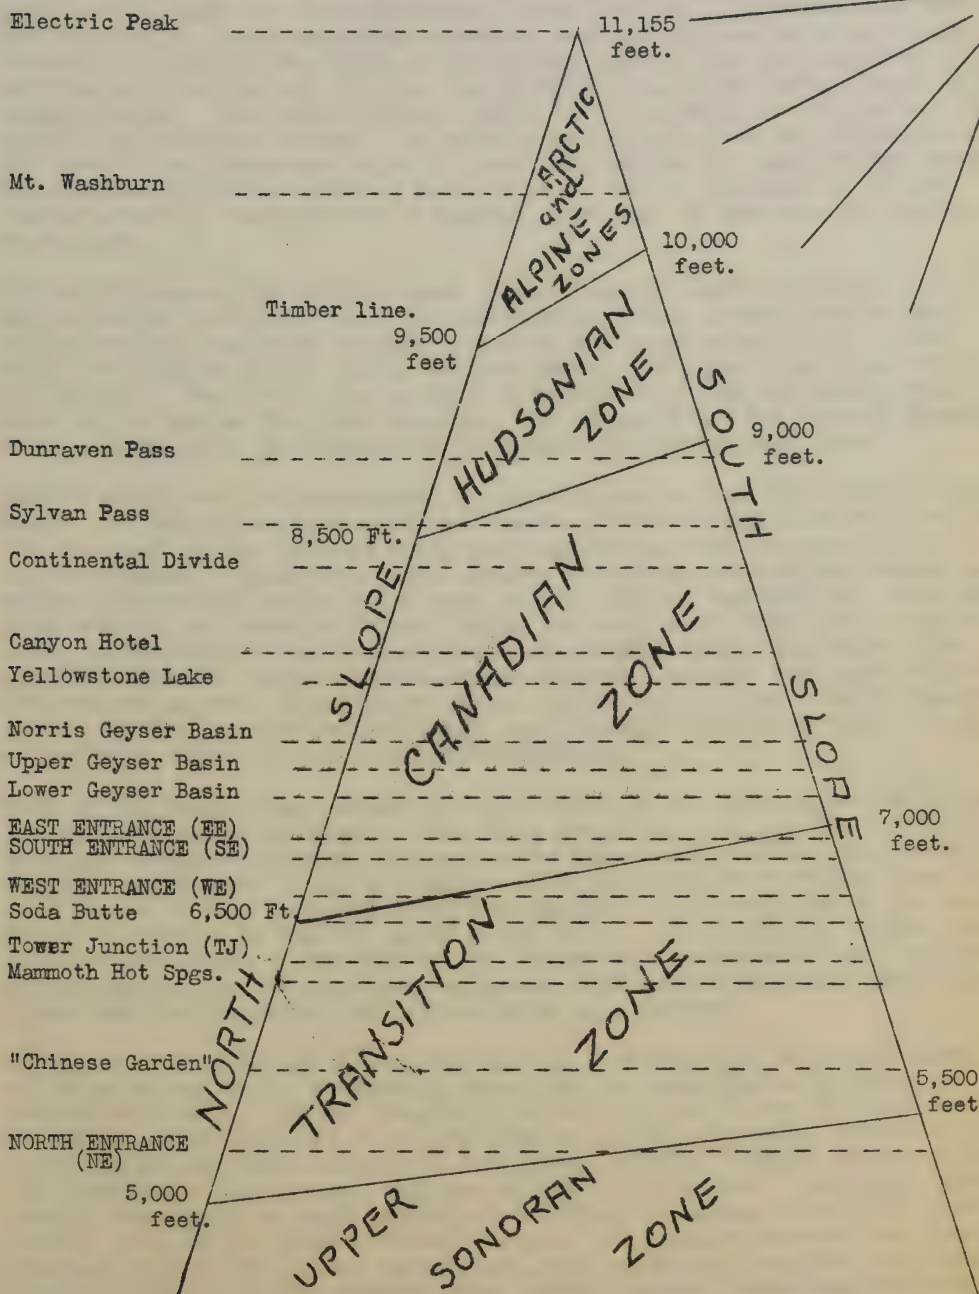 Electric Peak
11,155
feet.
ARCTIC
and
ALPINE
ZONES
Mt. Washburn
10,000
feet.
Timber line.
9,500
feet
HUDSONIAN
ZONE
SOUTH
SLOPE
9,000
feet.
Dunraven Pass
Sylvan Pass
8,500 Ft.
Continental Divide
CANADIAN
ZONE
Canyon Hotel
Yellowstone Lake
Norris Geyser Basin
Upper Geyser Basin
Lower Geyser Basin
7,000
feet.
EAST ENTRANCE (EE)
SOUTH ENTRANCE (SE)
WEST ENTRANCE (WE)
Soda Butte 6,500 Ft.
Tower Junction (TJ)
Mammoth Hot Spgs.
NORTH
SLOPE
TRANSITION
ZONE
"Chinese Garden"
5,500
feet
NORTH ENTRANCE
(NE)
5,000
feet.
UPPER
SONORAN
ZONE